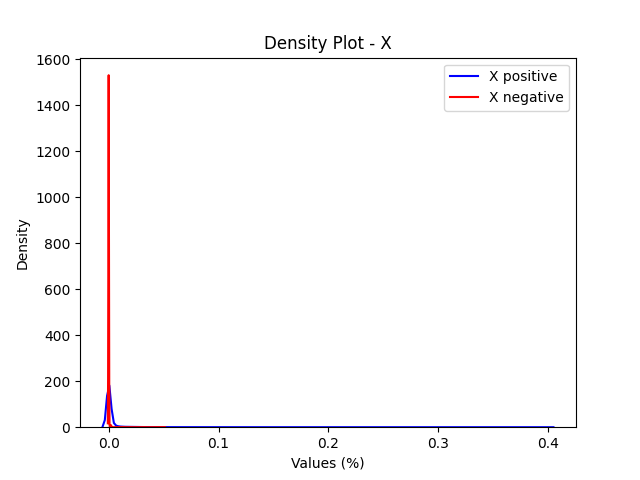 Density Plot - X
X positive
X negative
1600
1400
1200
1000
800
600
400
200
0
Density
0.0 0.1 0.2 0.3 0.4
Values (%)